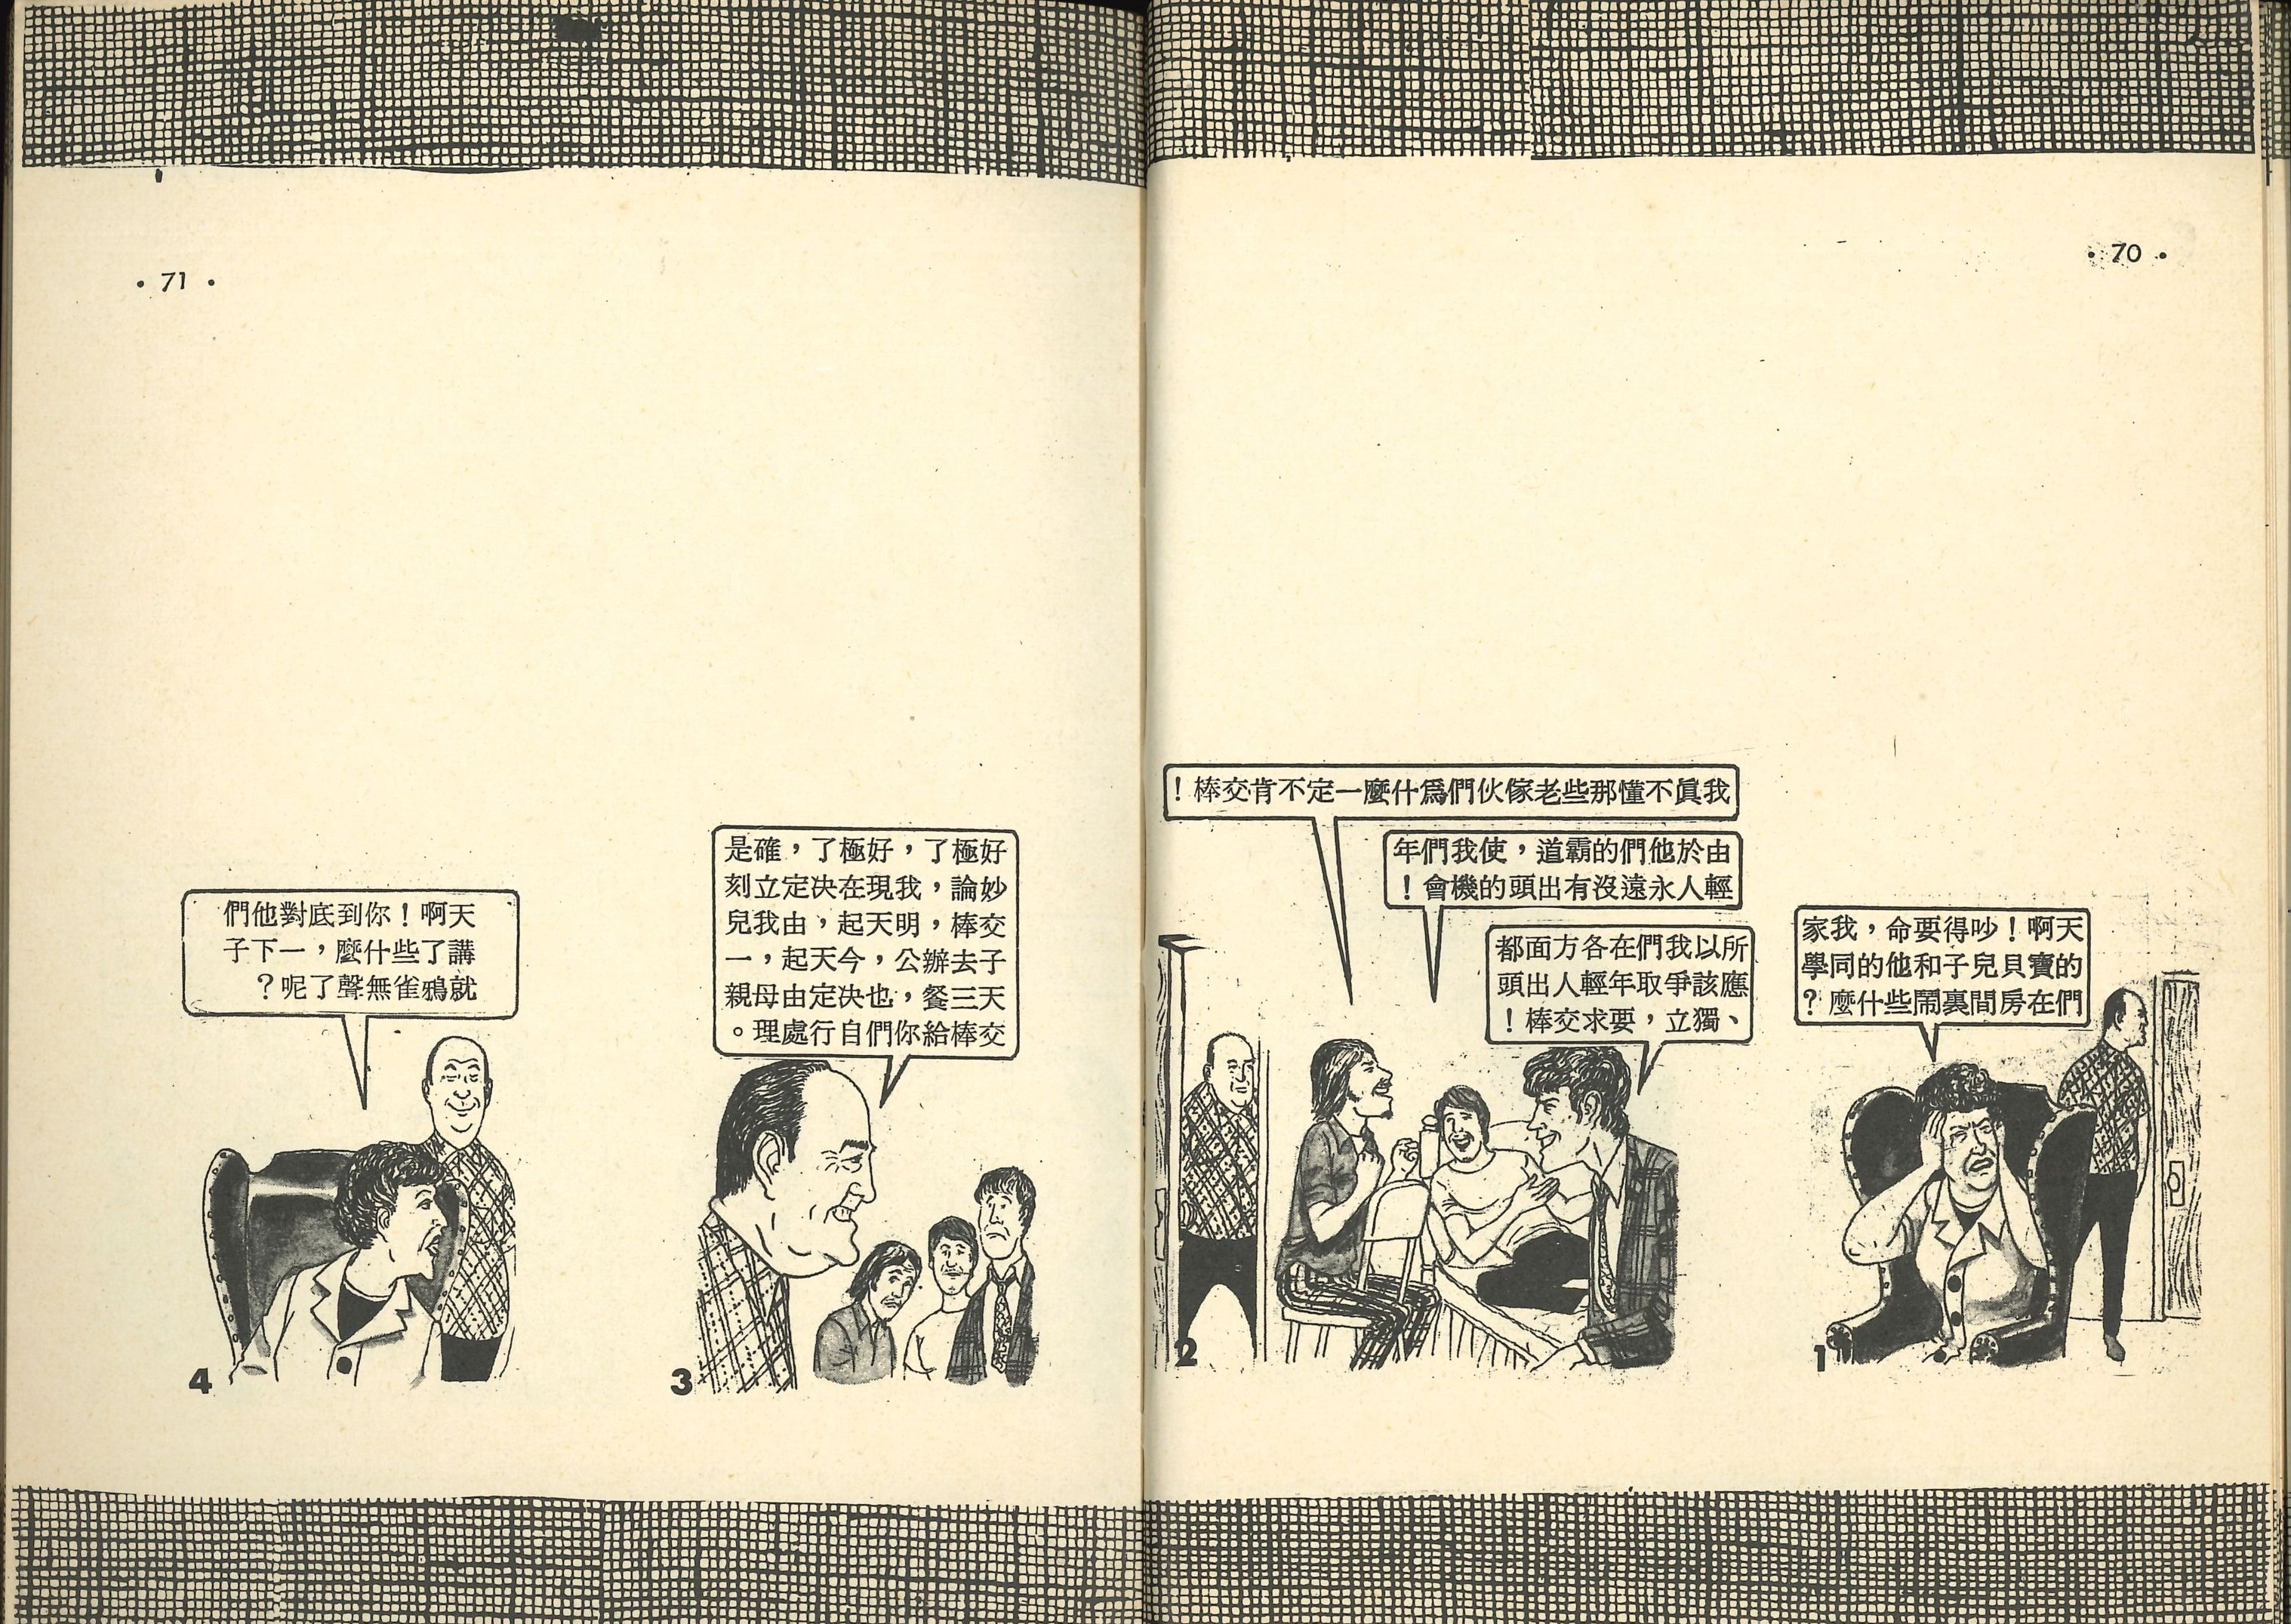 • 70 •
天啊！吵得要命，我家
的寶貝兒子和他的同學
們在房間裏鬧些什麼？
1
我眞不懂那些老傢伙們爲什麼一定不肯交棒！
由於他們的霸道，使我們年
輕人永遠沒有出頭的機會！
所以我們在各方面都
應該爭取年輕人出頭
、獨立，要求交棒！
2
• 71 •
好極了，好極了，確是
妙論，我現在決定立刻
交棒，明天起，由我兒
子去辦公，今天起，一
天三餐，也決定由母親
交棒給你們自行處理。
3
天啊！你到底對他們
講了些什麼，一下子
就鴉雀無聲了呢？
4